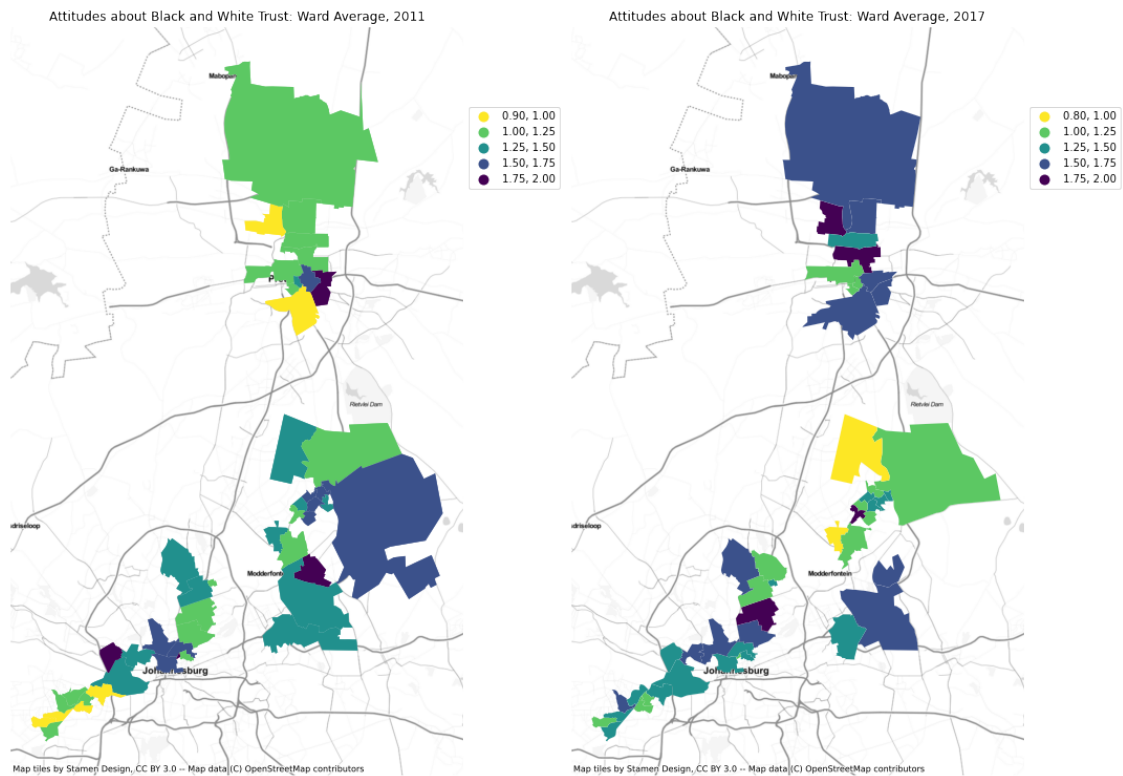 Attitudes about Black and White Trust: Ward Average, 2011
Mabopan
0.90, 1.00
1.00, 1.25
1.25, 1.50
1.50, 1.75
1.75, 2.00
Ga-Rankuwa
Rietvlei Dam
Modderfont
Johannesburg
Map tiles by Stamen Design, CC BY 3.0 -- Map data (C) OpenStreetMap contributors
Attitudes about Black and White Trust: Ward Average, 2017
Mabopan
0.80, 1.00
1.00, 1.25
1.25, 1.50
1.50, 1.75
1.75, 2.00
Ga-Rankuwa
Rietvlei Dam
driseloop
Modderfontein
Johannesburg
Map tiles by Stamen Design, CC BY 3.0 -- Map data (C) OpenStreetMap contributors